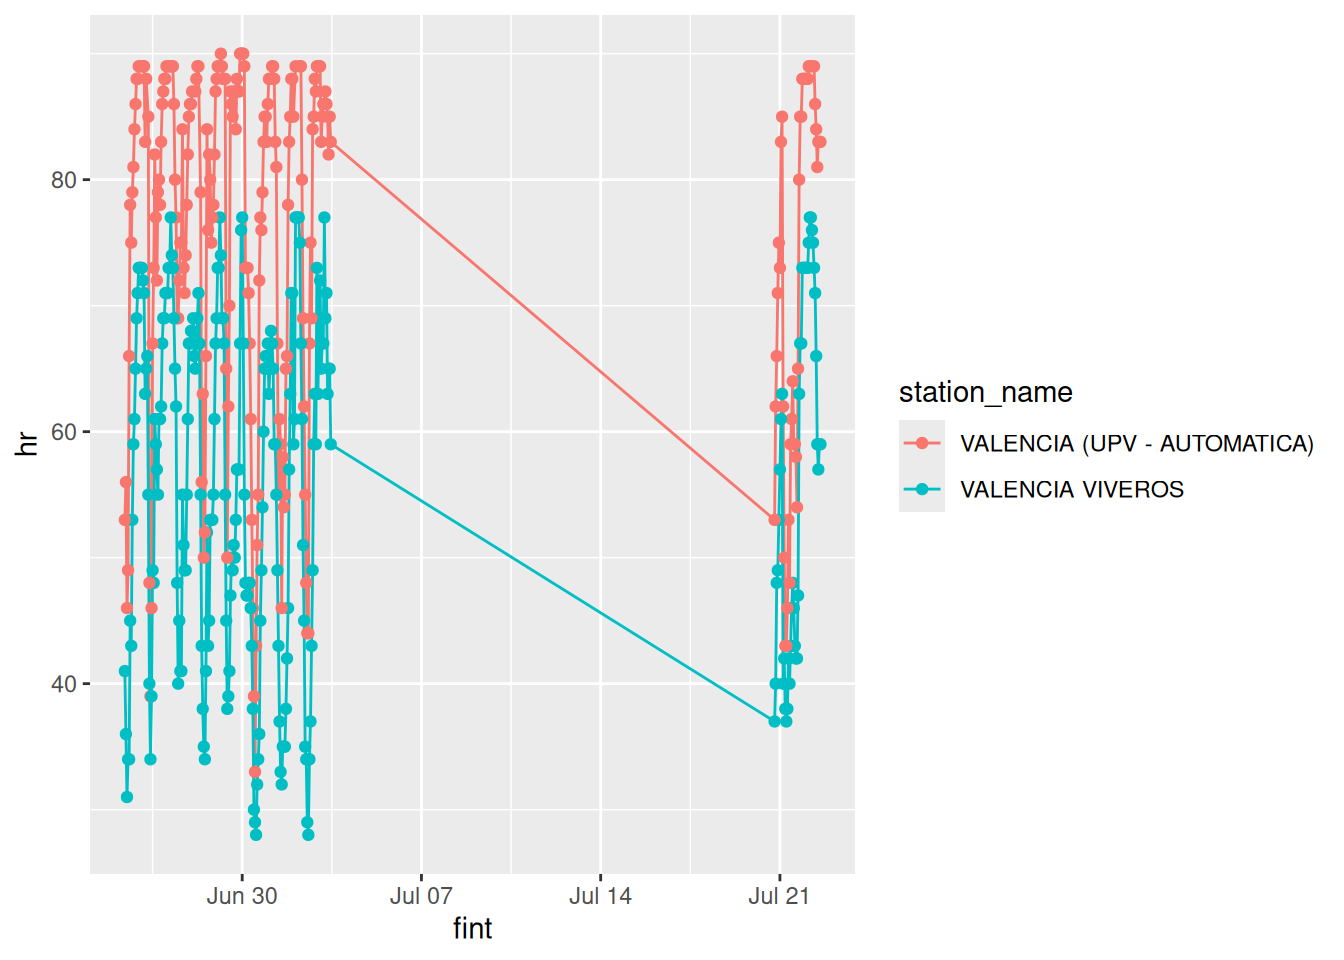 80
60
40
hr
Jun 30
Jul 07
Jul 14
Jul 21
fint
station_name
VALENCIA (UPV - AUTOMATICA)
VALENCIA VIVEROS